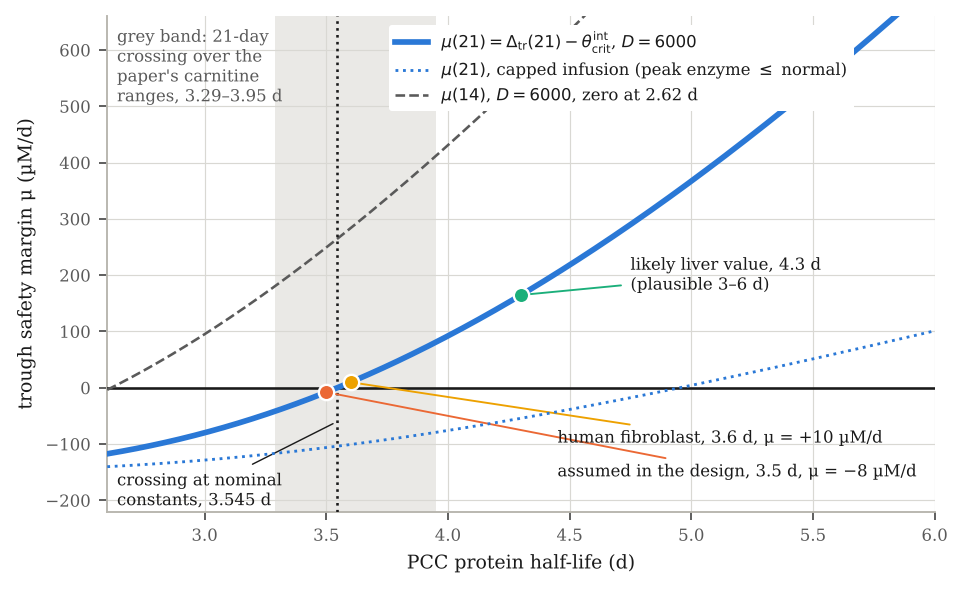 grey band: 21-day
crossing over the
paper's carnitine
ranges, 3.29–3.95 d
μ(21) = Δtr(21) − θcrit^int, D = 6000
μ(21), capped infusion (peak enzyme ≤ normal)
μ(14), D = 6000, zero at 2.62 d
trough safety margin μ (μM/d)
600
500
400
300
200
100
0
−100
−200
likely liver value, 4.3 d
(plausible 3–6 d)
human fibroblast, 3.6 d, μ = +10 μM/d
assumed in the design, 3.5 d, μ = −8 μM/d
crossing at nominal
constants, 3.545 d
3.0 3.5 4.0 4.5 5.0 5.5 6.0
PCC protein half-life (d)